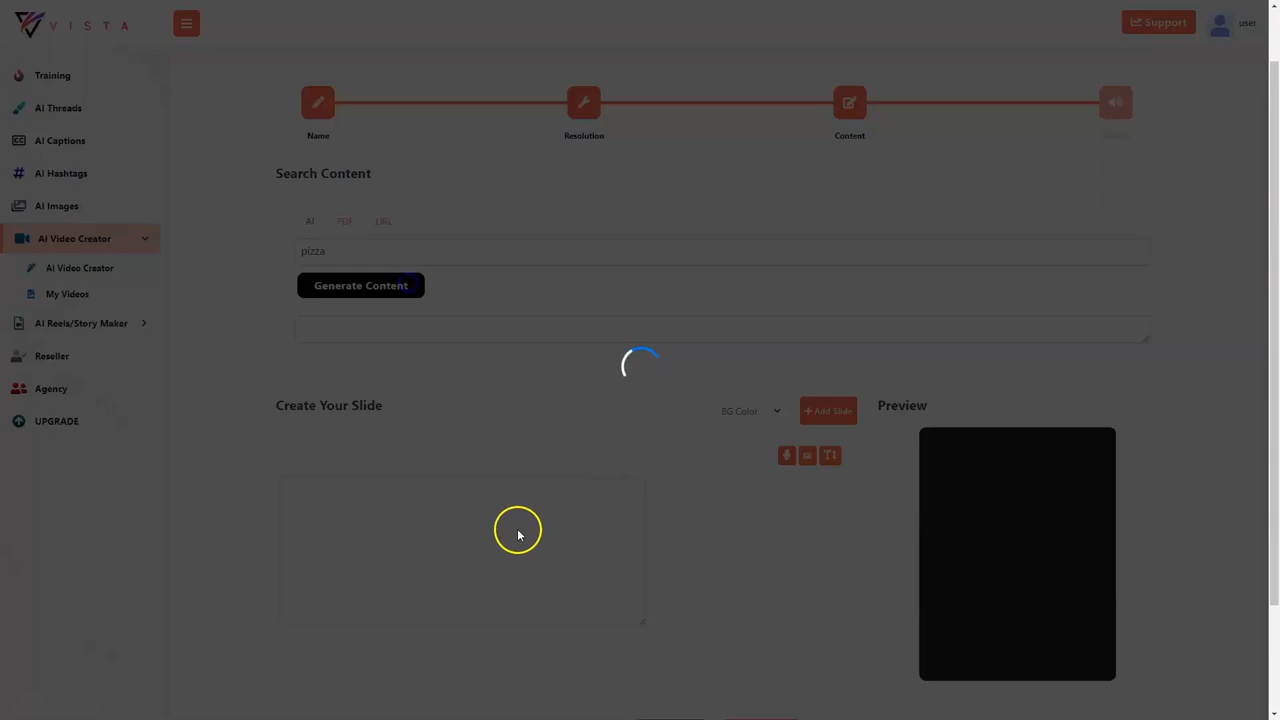 VISTA
Support
user
Training
AI Threads
CC AI Captions
# AI Hashtags
AI Images
AI Video Creator
AI Video Creator
My Videos
AI Reels/Story Maker
Reseller
Agency
UPGRADE
Name
Resolution
Content
Search Content
AI PDF URL
pizza
Generate Content
Create Your Slide
BG Color
+ Add Slide
Preview